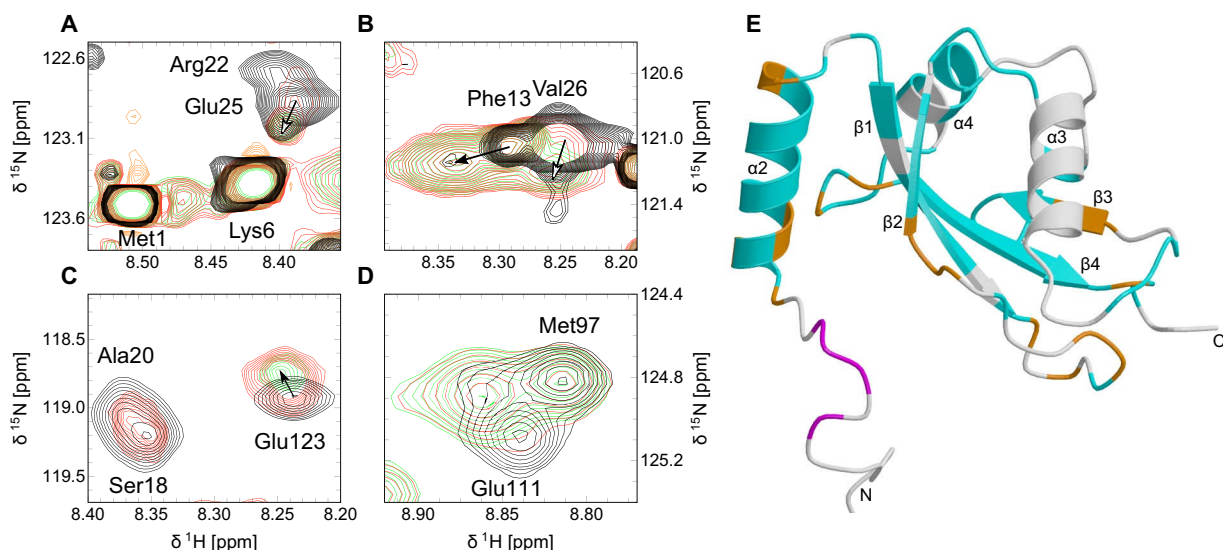 A
B
E
δ 15N [ppm]
122.6
123.1
123.6
Arg22
Glu25
Met1
Lys6
8.50
8.45
8.40
Phe13
Val26
120.6
121.0
121.4
δ 15N [ppm]
8.35
8.30
8.25
8.20
C
D
δ 15N [ppm]
118.5
119.0
119.5
Ala20
Ser18
Glu123
8.40
8.35
8.30
8.25
8.20
δ 1H [ppm]
Met97
Glu111
124.4
124.8
125.2
δ 15N [ppm]
8.90
8.85
8.80
δ 1H [ppm]
β1
α4
α3
α2
β3
β2
β4
C
N